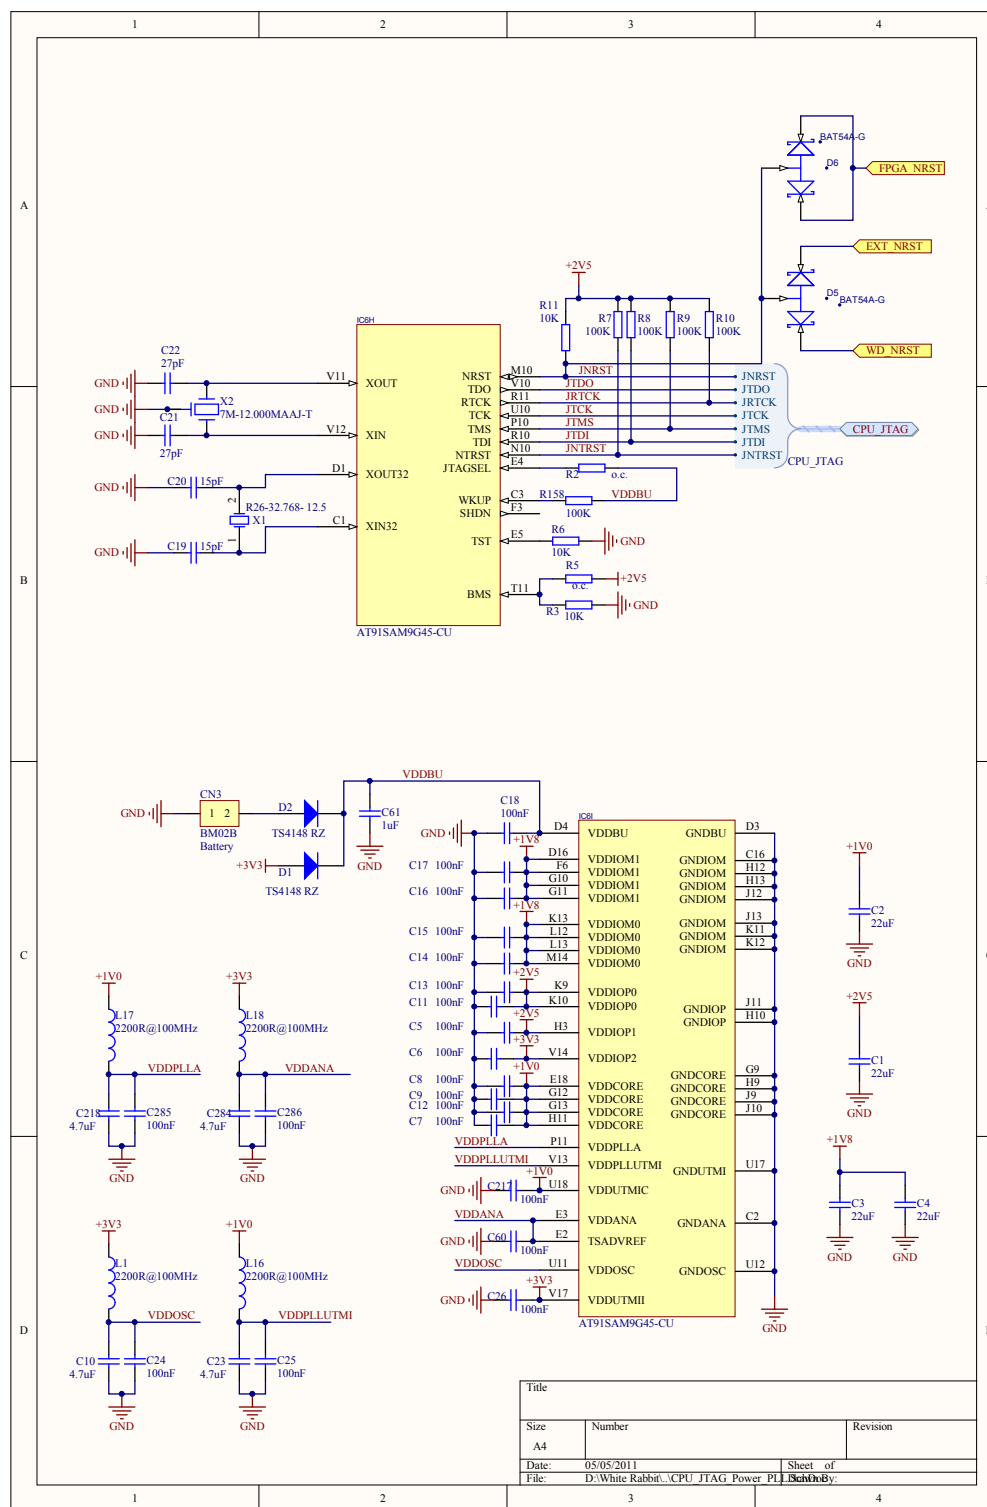 1 2 3 4
A
B
C
D
BAT54A-G
D6
FPGA_NRST
EXT_NRST
D5
BAT54A-G
WD_NRST
+2V5
R11
10K
R7
100K
R8
100K
R9
100K
R10
100K
IC6H
C22
27pF
GND
X2
7M-12.000MAAJ-T
GND
C21
27pF
GND
V11 XOUT
V12 XIN
D1 XOUT32
C1 XIN32
GND
C20 15pF
2
R26-32.768- 12.5
X1
1
GND
C19 15pF
NRST M10 JNRST JNRST
TDO V10 JTDO JTDO
RTCK R11 JRTCK JRTCK
TCK U10 JTCK JTCK
TMS P10 JTMS JTMS
TDI R10 JTDI JTDI
NTRST N10 JNTRST JNTRST
JTAGSEL E4
CPU_JTAG
CPU_JTAG
R2 o.c.
WKUP C3 R158 VDDBU
100K
SHDN F3
TST E5
R6
10K
GND
BMS T11
R5
o.c.
+2V5
R3 10K
GND
AT91SAM9G45-CU
VDDBU
CN3
GND
1 2
BM02B
Battery
D2
TS4148 RZ
+3V3
D1
TS4148 RZ
C61
1uF
GND
C18
100nF
GND
IC6I
D4 VDDBU
+1V8
D16 VDDIOM1
C17 100nF F6 VDDIOM1
G10 VDDIOM1
C16 100nF G11 VDDIOM1
+1V8
K13 VDDIOM0
C15 100nF L12 VDDIOM0
L13 VDDIOM0
C14 100nF M14 VDDIOM0
+2V5
C13 100nF K9 VDDIOP0
C11 100nF K10 VDDIOP0
+2V5
C5 100nF H3 VDDIOP1
+3V3
C6 100nF V14 VDDIOP2
+1V0
C8 100nF E18 VDDCORE
C9 100nF G12 VDDCORE
C12 100nF G13 VDDCORE
C7 100nF H11 VDDCORE
VDDPLLA P11 VDDPLLA
VDDPLLUTMI V13 VDDPLLUTMI
+1V0
GND C217 100nF U18 VDDUTMIC
VDDANA E3 VDDANA
GND C60 100nF E2 TSADVREF
VDDOSC U11 VDDOSC
+3V3
GND C26 100nF V17 VDDUTMII
GNDBU D3
GNDIOM C16
GNDIOM H12
GNDIOM H13
GNDIOM J12
GNDIOM J13
GNDIOM K11
GNDIOM K12
GNDIOP J11
GNDIOP H10
GNDCORE G9
GNDCORE H9
GNDCORE J9
GNDCORE J10
GNDUTMI U17
GNDANA C2
GNDOSC U12
AT91SAM9G45-CU
GND
+1V0
C2
22uF
GND
+2V5
C1
22uF
GND
+1V8
C3
22uF
GND
C4
22uF
GND
+1V0
L17
2200R@100MHz
VDDPLLA
C218
4.7uF
C285
100nF
GND
+3V3
L18
2200R@100MHz
VDDANA
C284
4.7uF
C286
100nF
GND
+3V3
L1
2200R@100MHz
VDDOSC
C10
4.7uF
C24
100nF
GND
+1V0
L16
2200R@100MHz
VDDPLLUTMI
C23
4.7uF
C25
100nF
GND
Title
Size Number Revision
A4
Date: 05/05/2011 Sheet of
File: D:\White Rabbit\..\CPU_JTAG_Power_PLL By:
1 2 3 4